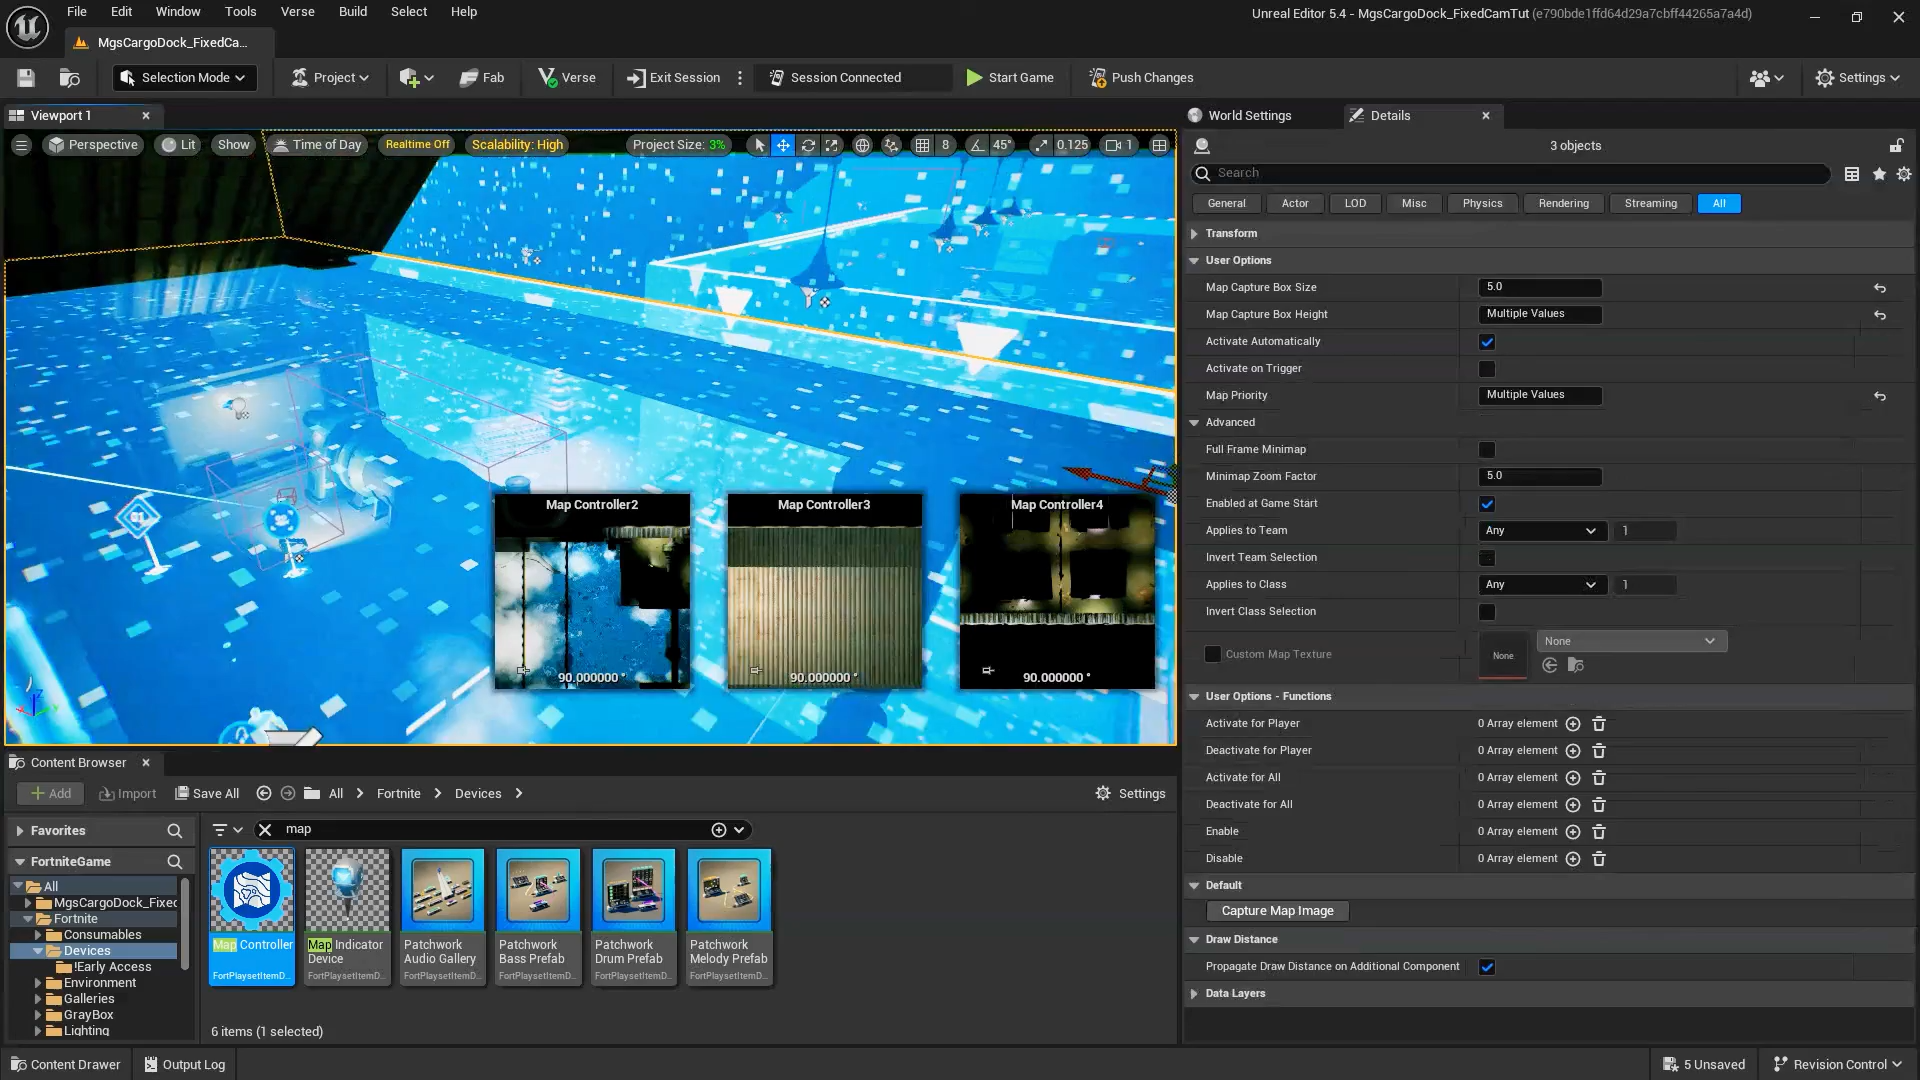 File Edit Window Tools Verse Build Select Help
Unreal Editor 5.4 - MgsCargoDock_FixedCamTut (e790bde1ffd64d29a7cbff44265a7a4d)
MgsCargoDock_FixedCa...
Selection Mode
Project
Fab
Verse
Exit Session
Session Connected
Start Game
Push Changes
Settings
Viewport 1
Perspective
Lit
Show
Time of Day
Realtime Off
Scalability: High
Project Size: 3%
8
45°
0.125
1
Map Controller2
Map Controller3
Map Controller4
90.000000 °
90.000000 °
90.000000 °
World Settings
Details
3 objects
Search
General
Actor
LOD
Misc
Physics
Rendering
Streaming
All
Transform
User Options
Map Capture Box Size 5.0
Map Capture Box Height Multiple Values
Activate Automatically
Activate on Trigger
Map Priority Multiple Values
Advanced
Full Frame Minimap
Minimap Zoom Factor 5.0
Enabled at Game Start
Applies to Team Any 1
Invert Team Selection
Applies to Class Any 1
Invert Class Selection
Custom Map Texture None None
User Options - Functions
Activate for Player 0 Array element
Deactivate for Player 0 Array element
Activate for All 0 Array element
Deactivate for All 0 Array element
Enable 0 Array element
Disable 0 Array element
Default
Capture Map Image
Draw Distance
Propagate Draw Distance on Additional Component
Data Layers
Content Browser
Add
Import
Save All
All
Fortnite
Devices
Settings
Favorites
FortniteGame
All
MgsCargoDock_Fixec
Fortnite
Consumables
Devices
!Early Access
Environment
Galleries
GrayBox
Lighting
map
Map Controller
FortPlaysetItemD...
Map Indicator
Device
FortPlaysetItemD...
Patchwork
Audio Gallery
FortPlaysetItemD...
Patchwork
Bass Prefab
FortPlaysetItemD...
Patchwork
Drum Prefab
FortPlaysetItemD...
Patchwork
Melody Prefab
FortPlaysetItemD...
6 items (1 selected)
Content Drawer
Output Log
5 Unsaved
Revision Control